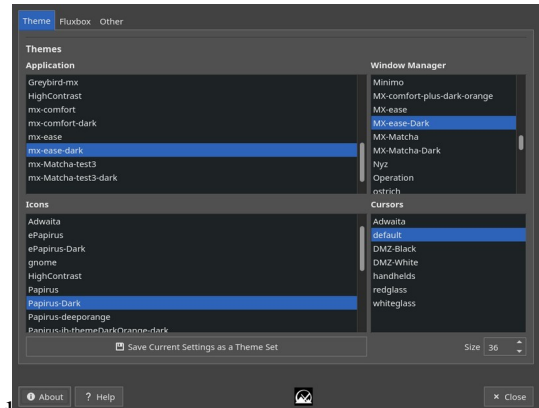 Theme Fluxbox Other
Themes
Application
Greybird-mx
HighContrast
mx-comfort
mx-comfort-dark
mx-ease
mx-ease-dark
mx-Matcha-test3
mx-Matcha-test3-dark
Window Manager
Minimo
MX-comfort-plus-dark-orange
MX-ease
MX-ease-Dark
MX-Matcha
MX-Matcha-Dark
Nyz
Operation
ostrich
Icons
Adwaita
ePapirus
ePapirus-Dark
gnome
HighContrast
Papirus
Papirus-Dark
Papirus-deeporange
Papirus-jb-themeDarkOrange-dark
Cursors
Adwaita
default
DMZ-Black
DMZ-White
handhelds
redglass
whiteglass
Save Current Settings as a Theme Set
Size 36
About ? Help × Close